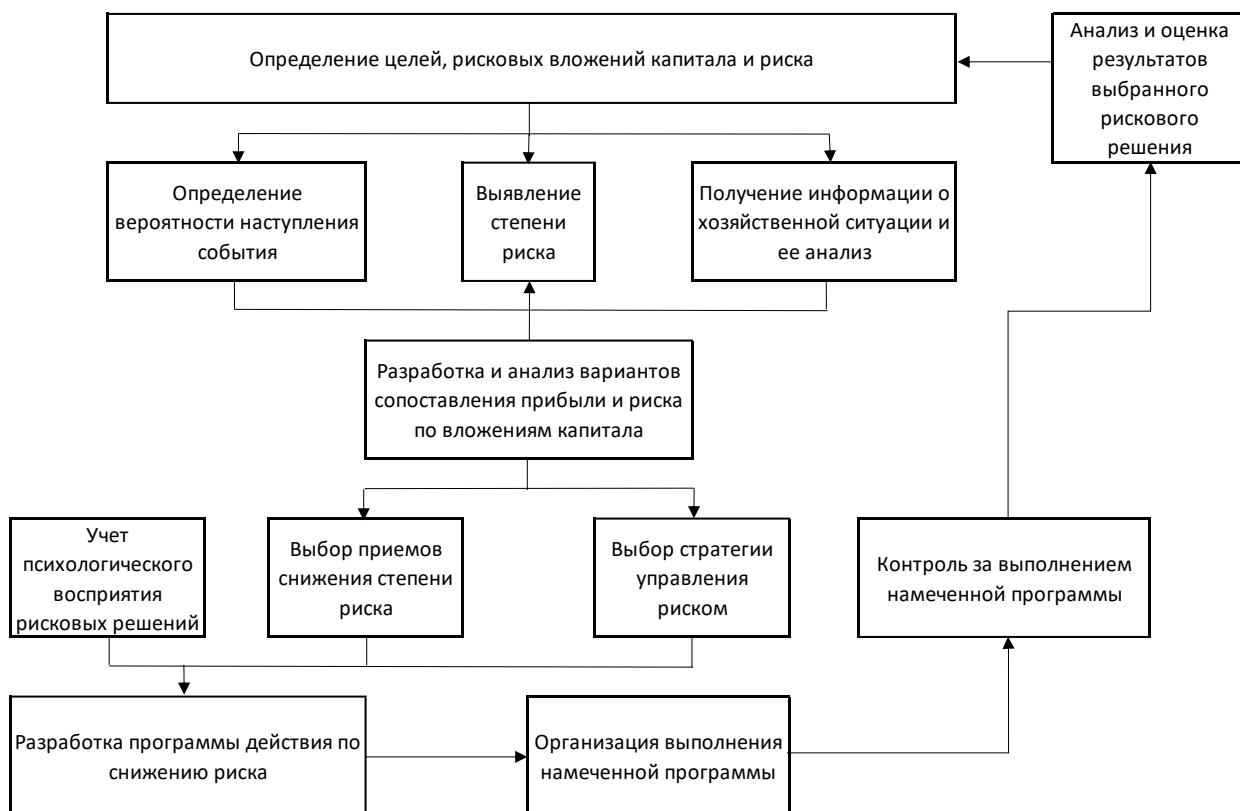 Определение целей, рисковых вложений капитала и риска
Анализ и оценка
результатов
выбранного
рискового
решения
Определение
вероятности наступления
события
Выявление
степени
риска
Получение информации о
хозяйственной ситуации и
ее анализ
Разработка и анализ вариантов
сопоставления прибыли и риска
по вложениям капитала
Учет
психологического
восприятия
рисковых решений
Выбор приемов
снижения степени
риска
Выбор стратегии
управления
риском
Контроль за выполнением
намеченной программы
Разработка программы действия по
снижению риска
Организация выполнения
намеченной программы